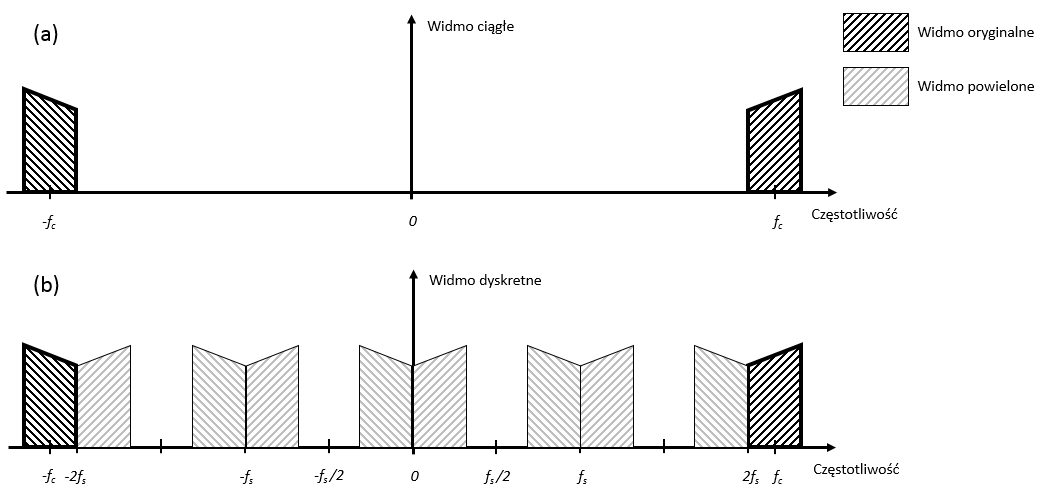 (a)
Widmo ciągłe
Widmo oryginalne
Widmo powielone
-fc 0 fc
Częstotliwość
(b)
Widmo dyskretne
-fc -2fs -fs -fs/2 0 fs/2 fs 2fs fc
Częstotliwość